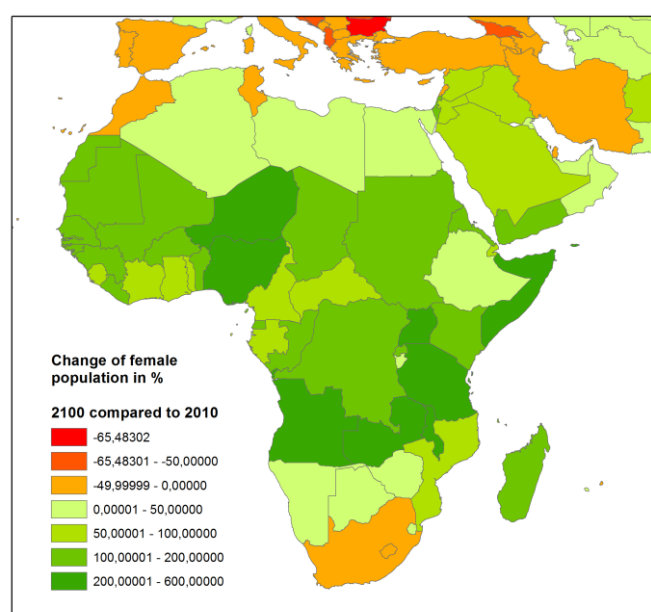 Change of female
population in %
2100 compared to 2010
-65,48302
-65,48301 - -50,00000
-49,99999 - 0,00000
0,00001 - 50,00000
50,00001 - 100,00000
100,00001 - 200,00000
200,00001 - 600,00000